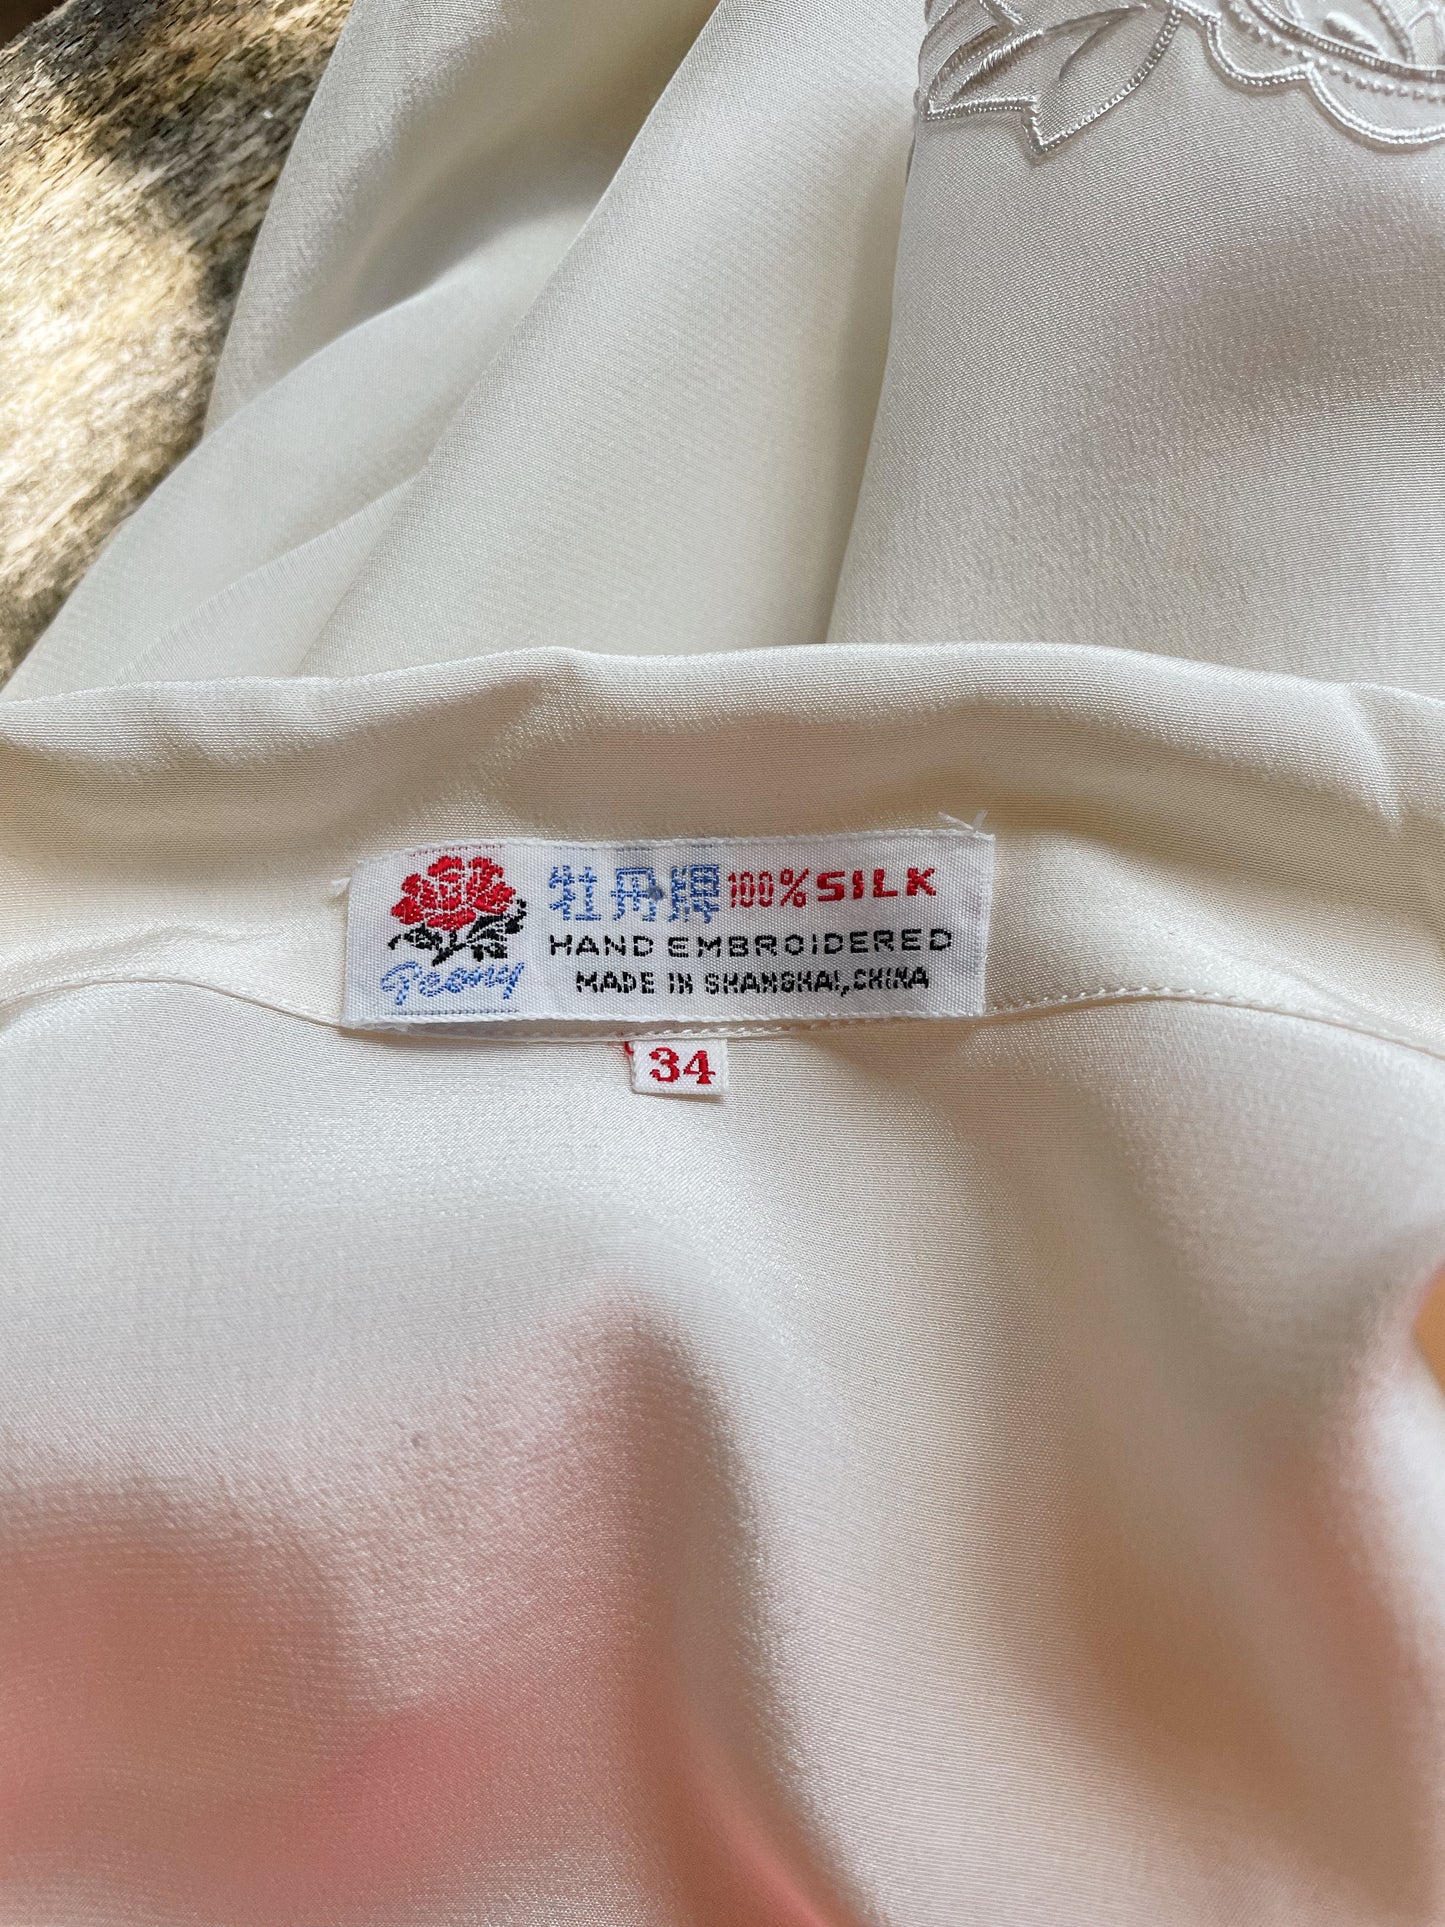 牡丹牌 100% SILK
HAND EMBROIDERED
MADE IN SHANGHAI, CHINA
Peony
34